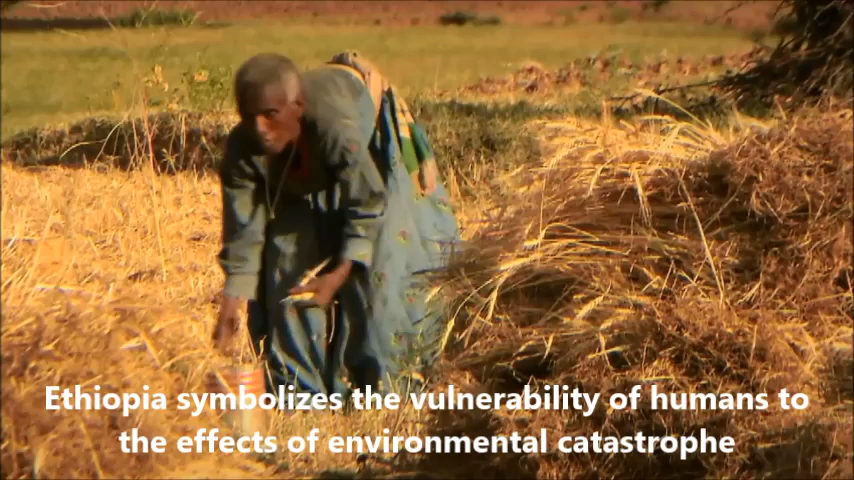 Ethiopia symbolizes the vulnerability of humans to
the effects of environmental catastrophe